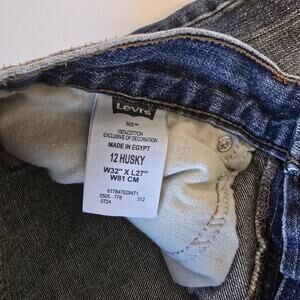 Levi's
505™
100% COTTON
EXCLUSIVE OF DECORATION
MADE IN EGYPT
12 HUSKY
W32" X L27"
W81 CM
617847629471
5505 - 778 312
0724